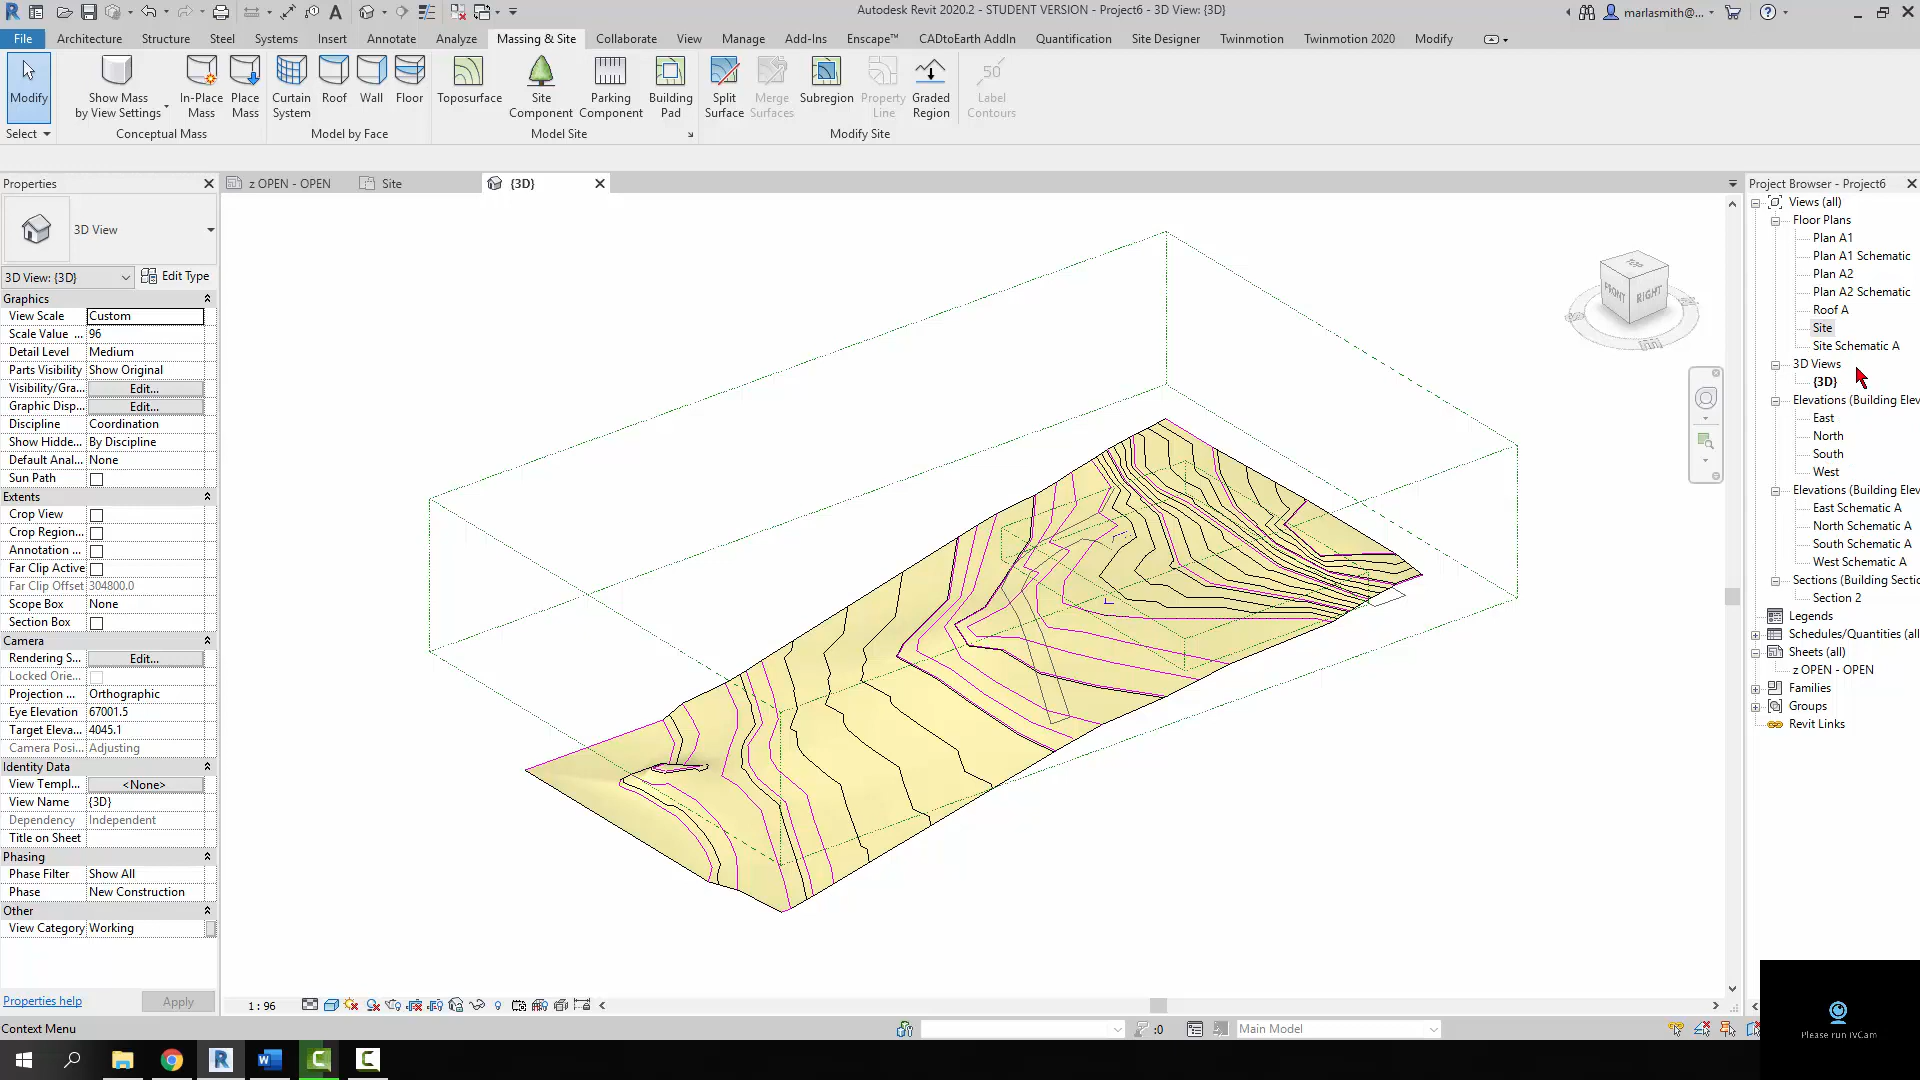 Autodesk Revit 2020.2 - STUDENT VERSION - Project6 - 3D View: {3D}
marlasmith@...
File Architecture Structure Steel Systems Insert Annotate Analyze Massing & Site Collaborate View Manage Add-Ins Enscape™ CADtoEarth AddIn Quantification Site Designer Twinmotion Twinmotion 2020 Modify
Modify
Show Mass
by View Settings
In-Place
Mass
Place
Mass
Curtain
System
Roof
Wall
Floor
Toposurface
Site
Component
Parking
Component
Building
Pad
Split
Surface
Merge
Surfaces
Subregion
Property
Line
Graded
Region
50
Label
Contours
Select
Conceptual Mass
Model by Face
Model Site
Modify Site
Properties
3D View
3D View: {3D}
Edit Type
Graphics
View Scale Custom
Scale Value ... 96
Detail Level Medium
Parts Visibility Show Original
Visibility/Gra... Edit...
Graphic Disp... Edit...
Discipline Coordination
Show Hidde... By Discipline
Default Anal... None
Sun Path
Extents
Crop View
Crop Region...
Annotation ...
Far Clip Active
Far Clip Offset 304800.0
Scope Box None
Section Box
Camera
Rendering S... Edit...
Locked Orie...
Projection ... Orthographic
Eye Elevation 67001.5
Target Eleva... 4045.1
Camera Posi... Adjusting
Identity Data
View Templ... <None>
View Name {3D}
Dependency Independent
Title on Sheet
Phasing
Phase Filter Show All
Phase New Construction
Other
View Category Working
Properties help
Apply
z OPEN - OPEN
Site
{3D}
TOP
FRONT
RIGHT
1 : 96
Project Browser - Project6
Views (all)
Floor Plans
Plan A1
Plan A1 Schematic
Plan A2
Plan A2 Schematic
Roof A
Site
Site Schematic A
3D Views
{3D}
Elevations (Building Elev
East
North
South
West
Elevations (Building Elev
East Schematic A
North Schematic A
South Schematic A
West Schematic A
Sections (Building Sectio
Section 2
Legends
Schedules/Quantities (all
Sheets (all)
z OPEN - OPEN
Families
Groups
Revit Links
Context Menu
:0
Main Model
Please run iVCam